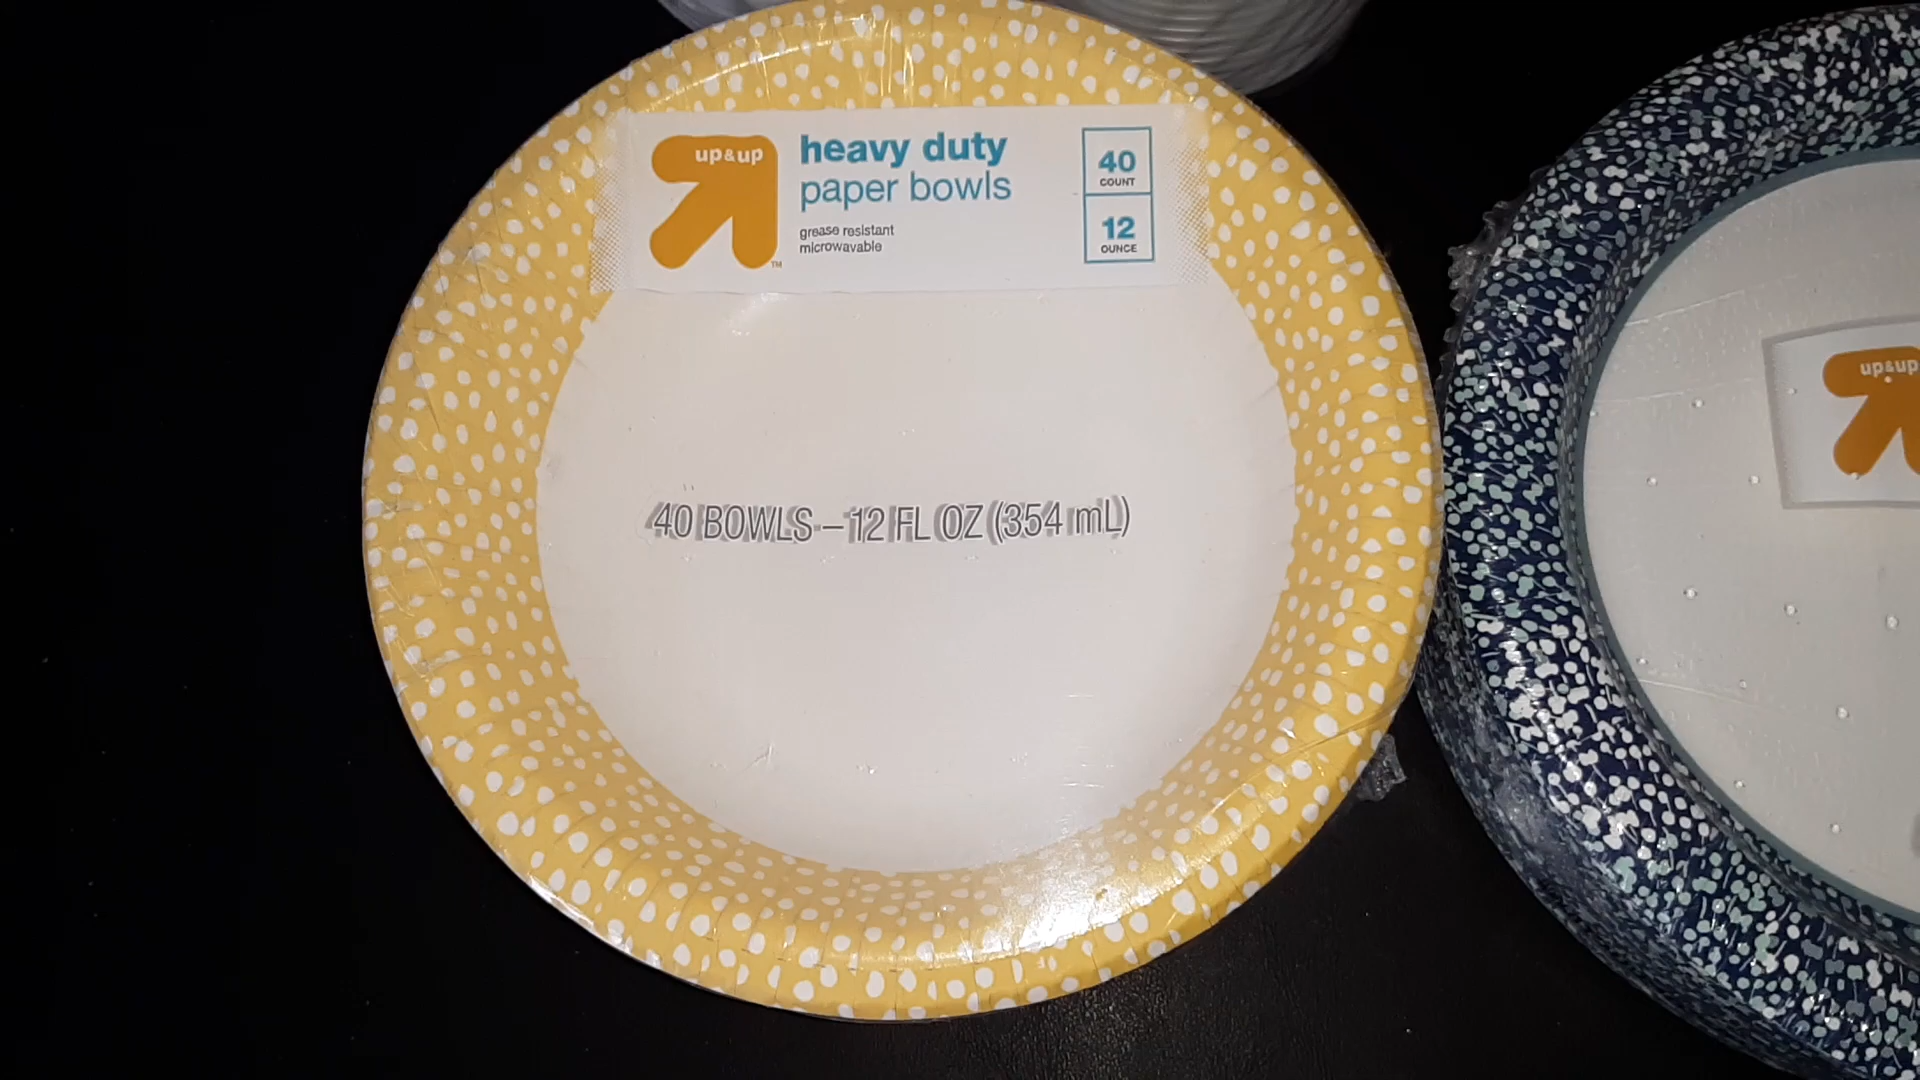 up&up
TM
heavy duty
paper bowls
grease resistant
microwavable
40
COUNT
12
OUNCE
40 BOWLS – 12 FL OZ (354 mL)
up&up